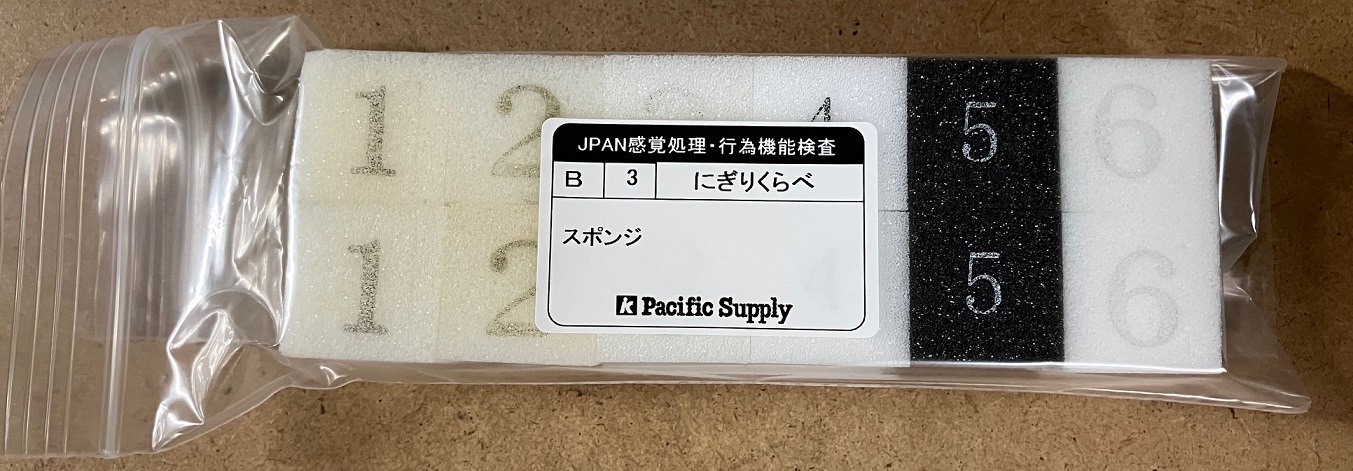 1 2 4 5 6
JPAN感覚処理・行為機能検査
B 3 にぎりくらべ
スポンジ
1 2 5 6
Pacific Supply